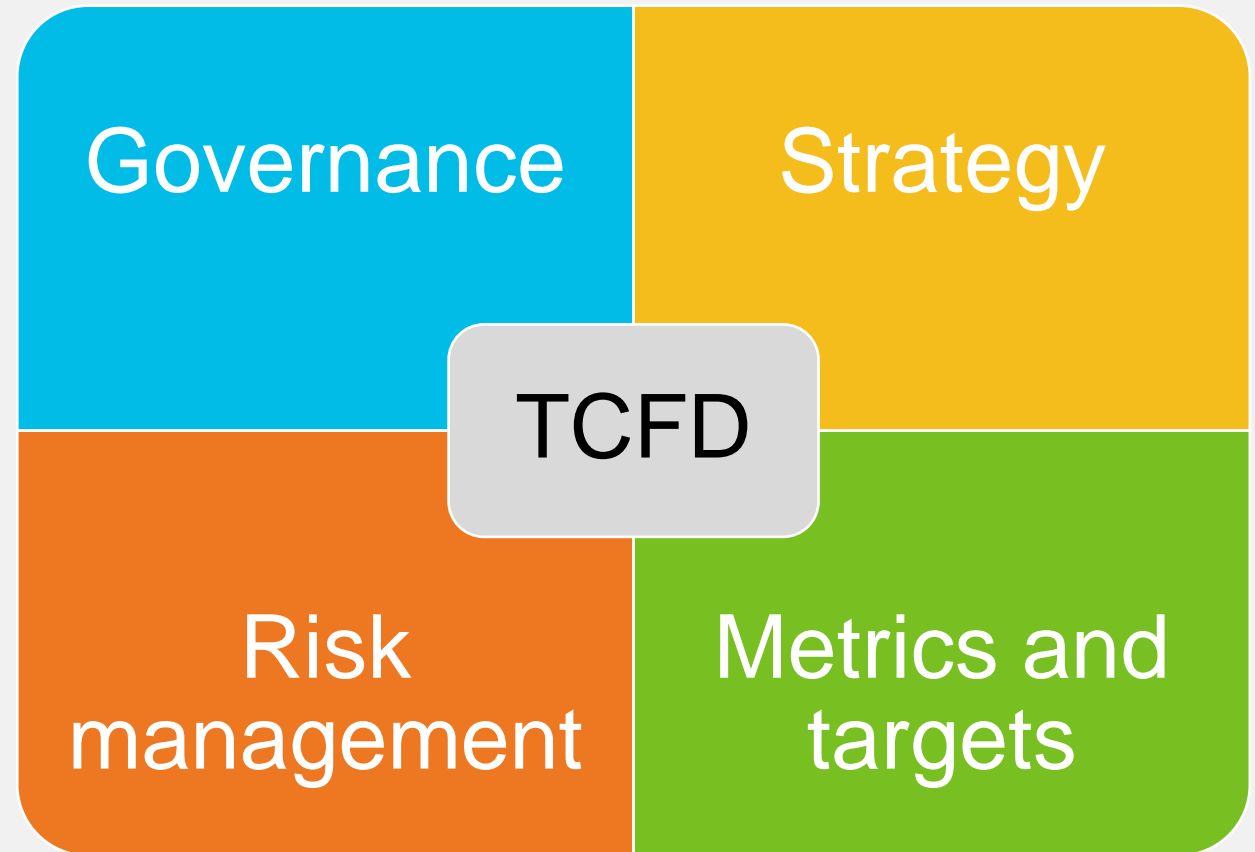 Governance
Strategy
TCFD
Risk
management
Metrics and
targets